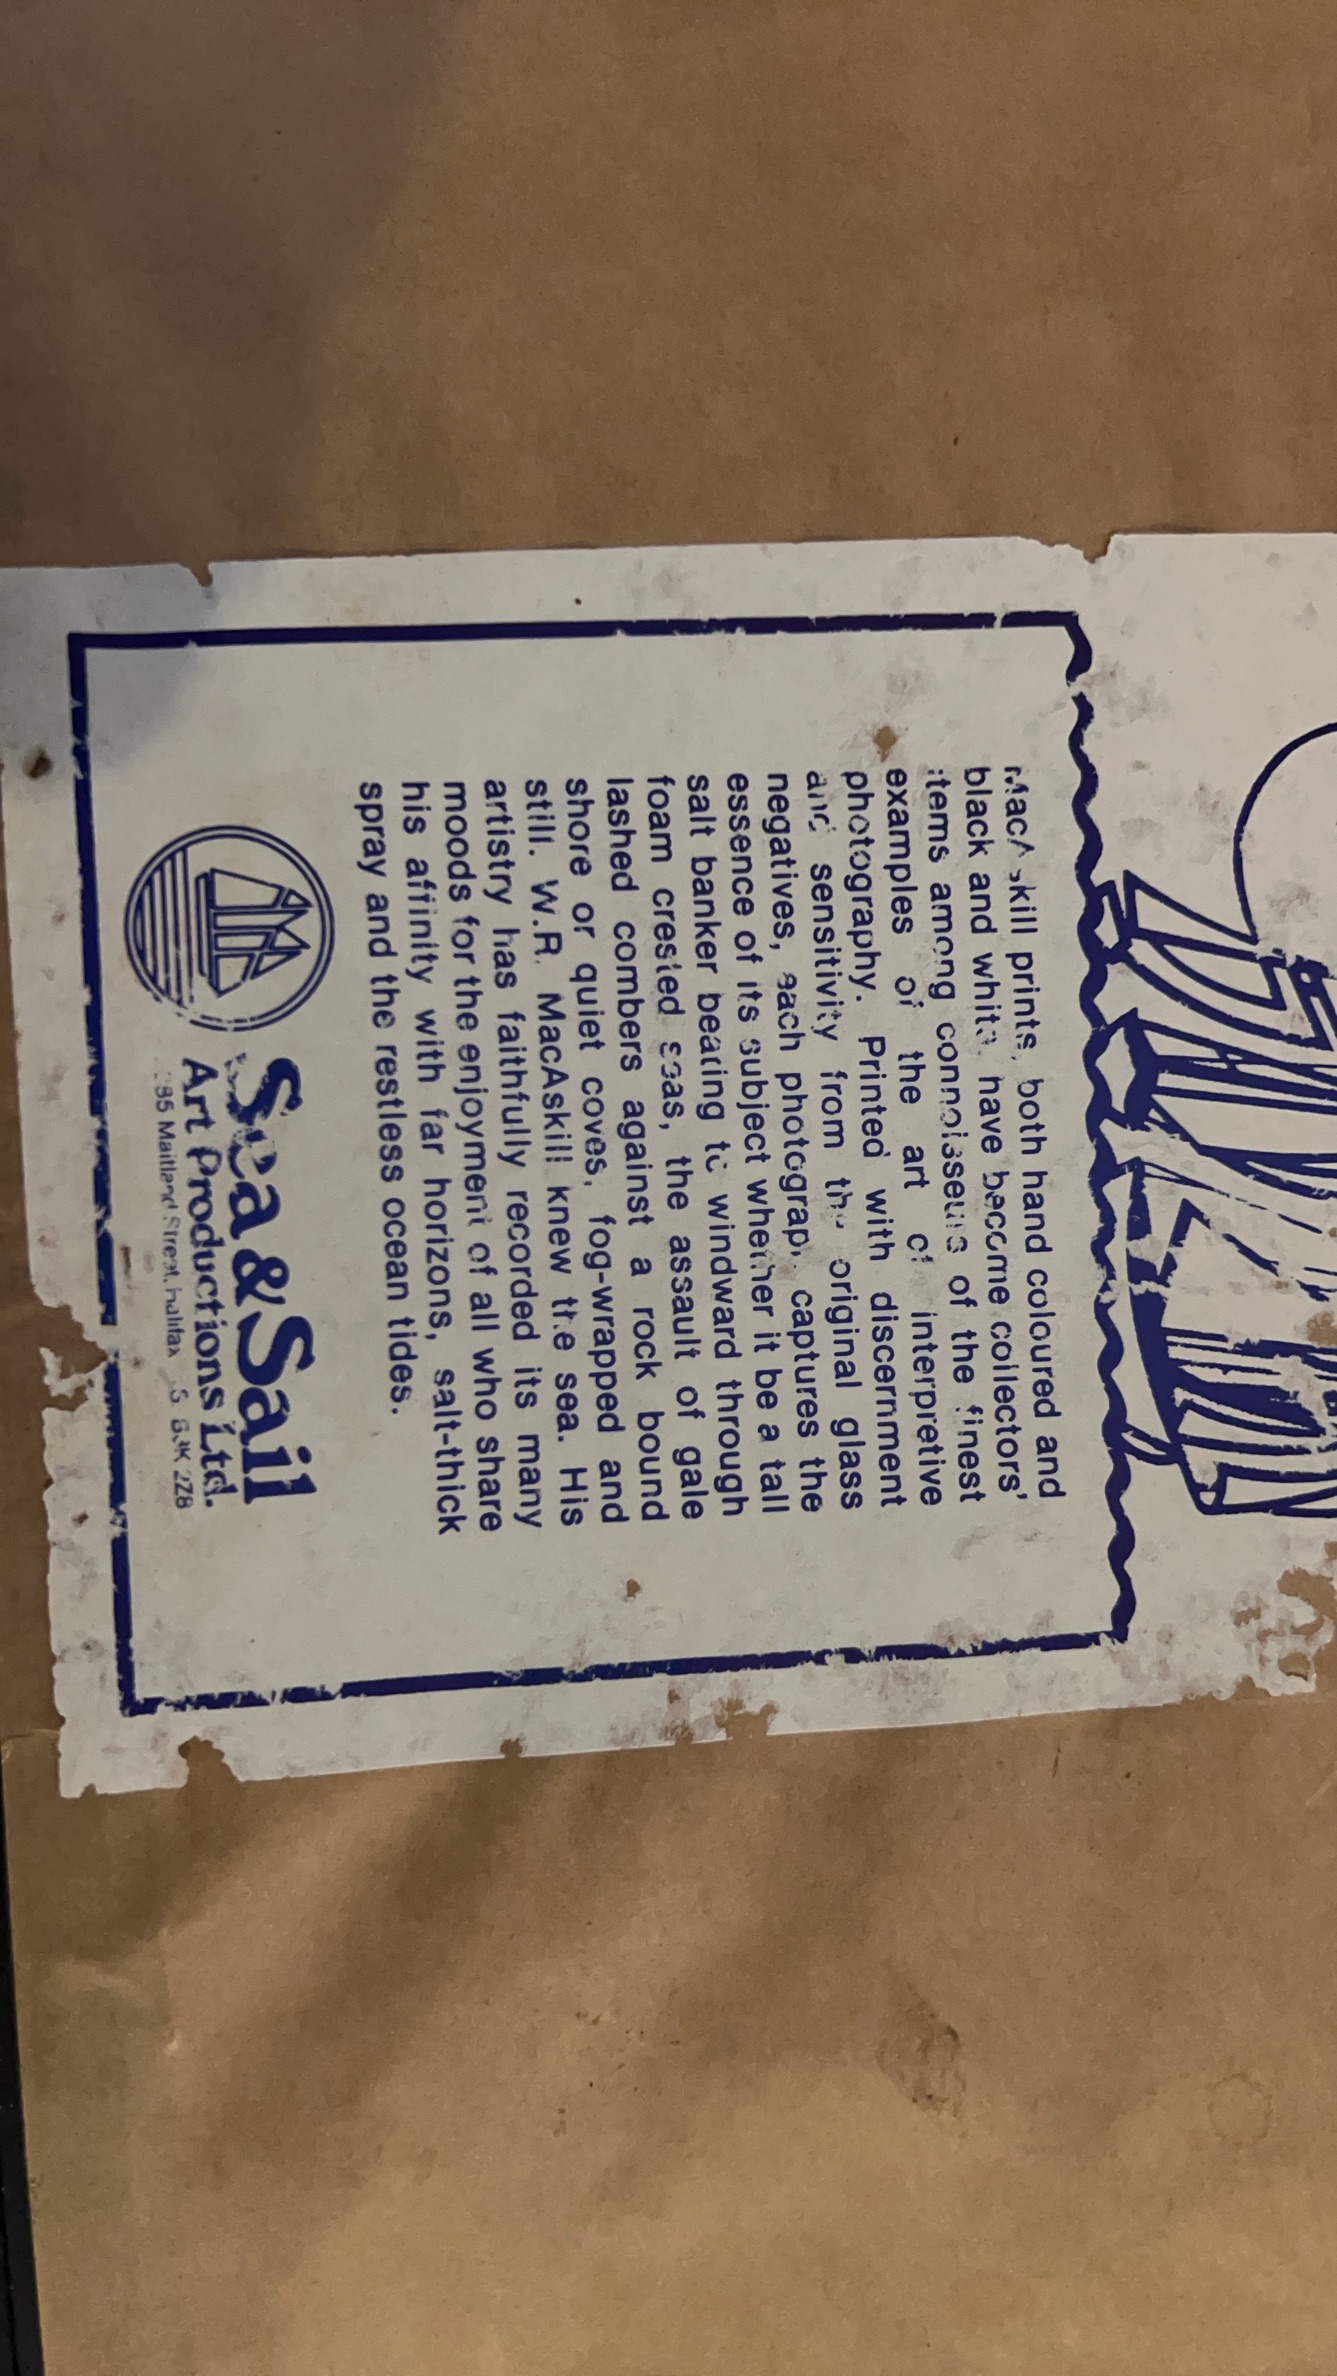 MacAskill prints, both hand coloured and
black and white, have become collectors'
items among connoisseurs of the finest
examples of the art of interpretive
photography. Printed with discernment
and sensitivity from the original glass
negatives, each photograph captures the
essence of its subject whether it be a tall
salt banker bearing to windward through
foam crested seas, the assault of gale
lashed combers against a rock bound
shore or quiet coves, fog-wrapped and
still. W.R. MacAskill knew the sea. His
artistry has faithfully recorded its many
moods for the enjoyment of all who share
his affinity with far horizons, salt-thick
spray and the restless ocean tides.
Sea & Sail
Art Productions Ltd.
Maitland Street, Halifax 2Z8